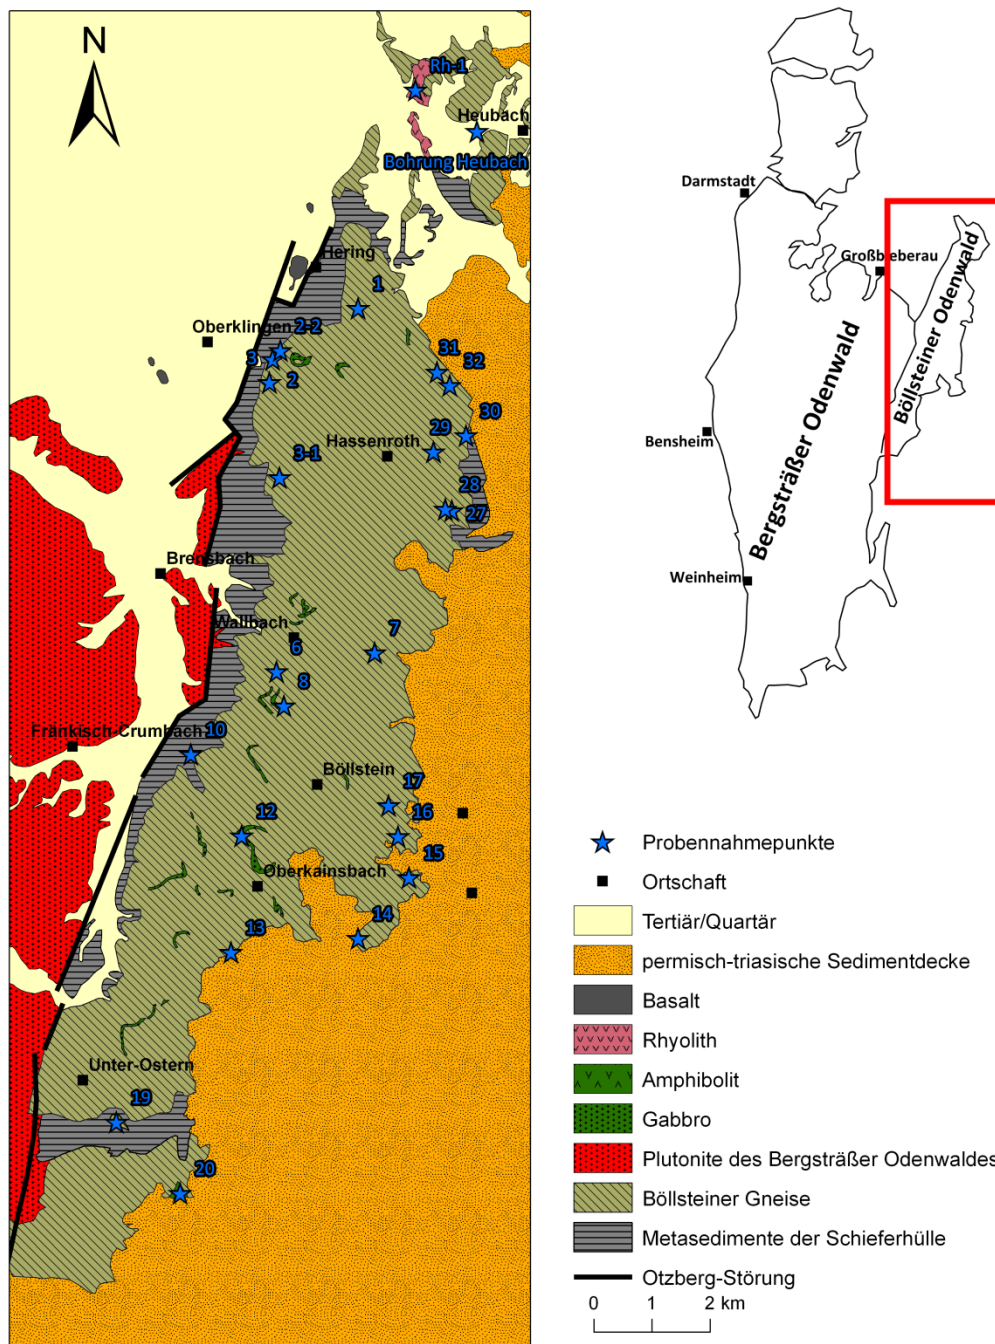 N
Rh-1
Heubach
Bohrung Heubach
Hering
1
Oberklingen
2-2
3
2
31
32
30
29
Hassenroth
3-1
28
27
Brensbach
Wallbach
7
6
8
Fränkisch-Crumbach
10
Böllstein
17
16
12
15
Oberkainsbach
14
13
Unter-Ostern
19
20
Darmstadt
Großbieberau
Böllsteiner Odenwald
Bergsträßer Odenwald
Bensheim
Weinheim
Probennahmepunkte
Ortschaft
Tertiär/Quartär
permisch-triasische Sedimentdecke
Basalt
Rhyolith
Amphibolit
Gabbro
Plutonite des Bergsträßer Odenwaldes
Böllsteiner Gneise
Metasedimente der Schieferhülle
Otzberg-Störung
0 1 2 km